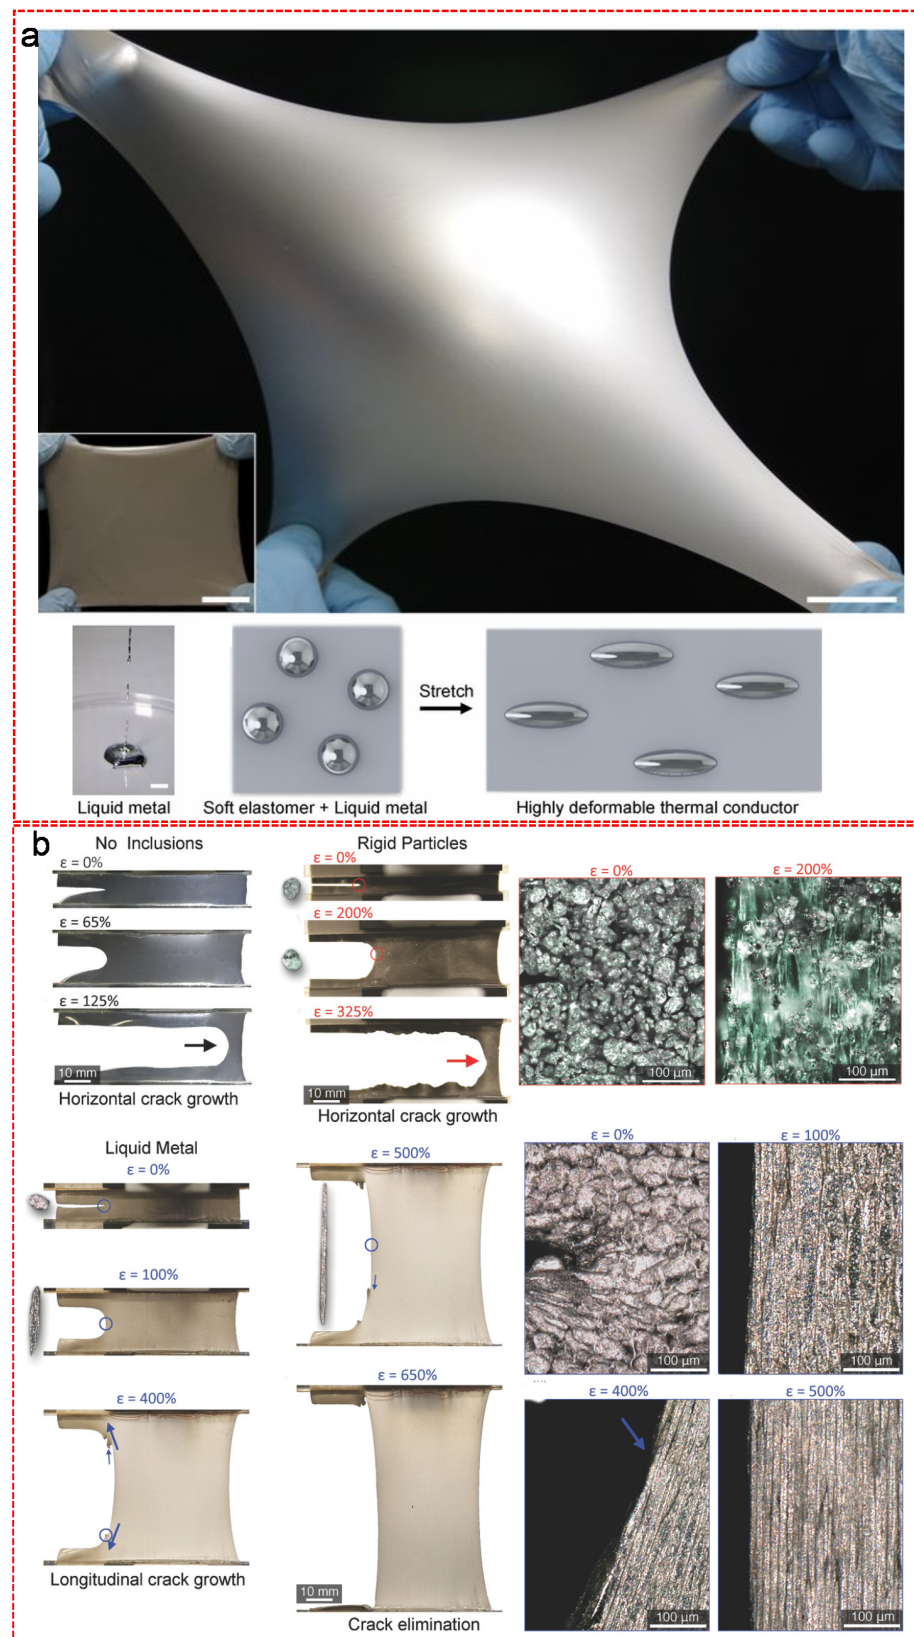 a
Liquid metal
Soft elastomer + Liquid metal
Stretch
Highly deformable thermal conductor
b
No Inclusions
ε = 0%
ε = 65%
ε = 125%
10 mm
Horizontal crack growth
Rigid Particles
ε = 0%
ε = 200%
ε = 325%
10 mm
Horizontal crack growth
ε = 0%
100 µm
ε = 200%
100 µm
Liquid Metal
ε = 0%
ε = 100%
ε = 400%
Longitudinal crack growth
ε = 500%
ε = 650%
10 mm
Crack elimination
ε = 0%
100 µm
ε = 100%
100 µm
ε = 400%
100 µm
ε = 500%
100 µm